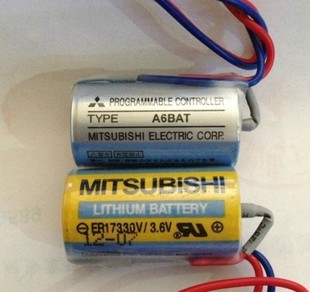 PROGRAMMABLE CONTROLLER
TYPE A6BAT
MITSUBISHI ELECTRIC CORP.
MITSUBISHI
LITHIUM BATTERY
ER17330V/3.6V
12-07